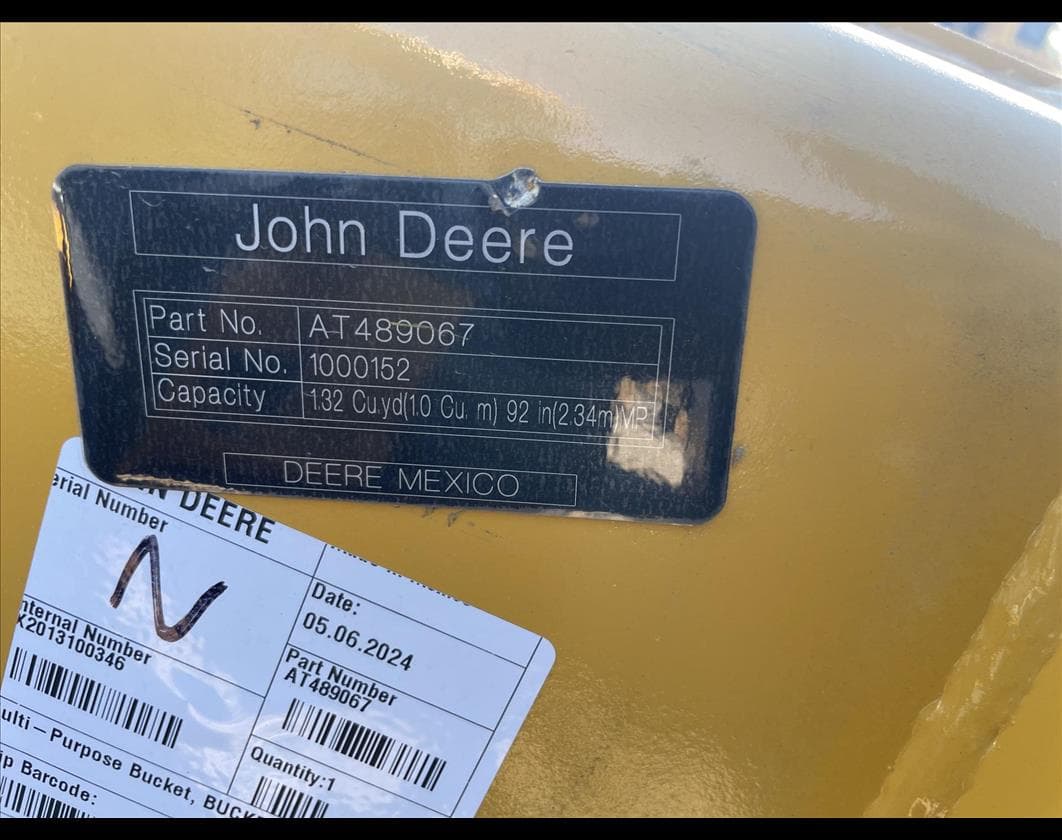 John Deere
Part No. AT489067
Serial No. 1000152
Capacity 1.32 Cu.yd(1.0 Cu. m) 92 in(2.34m)MP
DEERE MEXICO
DEERE
erial Number
N
Date:
05.06.2024
nternal Number
X2013100346
Part Number
AT489067
ulti-Purpose Bucket, BUCK
Quantity:1
ip Barcode: